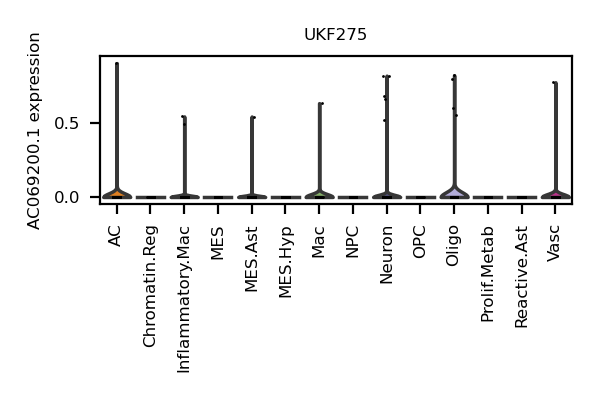 UKF275
AC069200.1 expression
0.5
0.0
AC
Chromatin.Reg
Inflammatory.Mac
MES
MES.Ast
MES.Hyp
Mac
NPC
Neuron
OPC
Oligo
Prolif.Metab
Reactive.Ast
Vasc